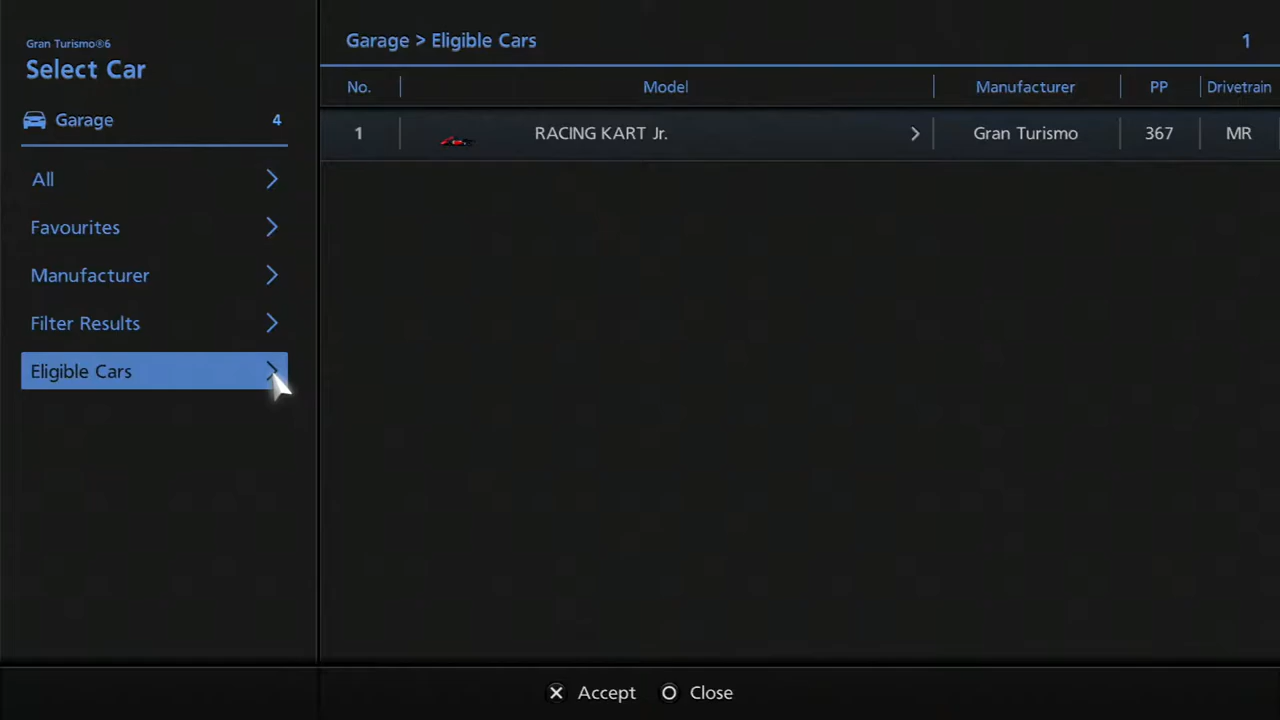 Gran Turismo®6
Select Car
Garage 4
All
Favourites
Manufacturer
Filter Results
Eligible Cars
Garage > Eligible Cars 1
No. Model Manufacturer PP Drivetrain
1 RACING KART Jr. Gran Turismo 367 MR
Accept Close